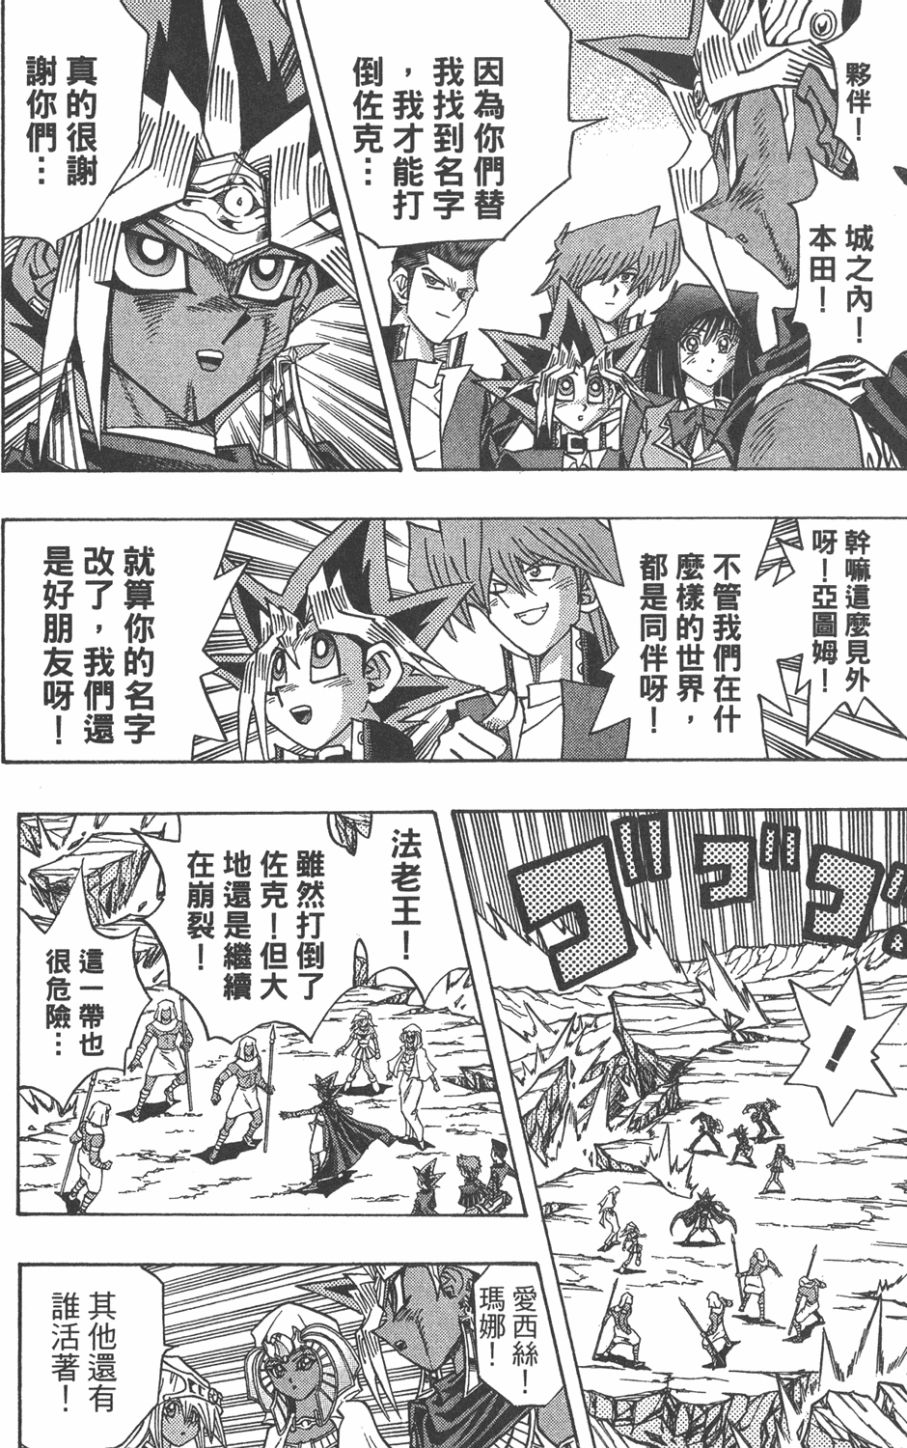 夥伴！
城之內！
本田！
因為你們替
我找到名字
，我才能打
倒佐克…
真的很謝
謝你們…
幹嘛這麼見外
呀！亞圖姆！
不管我們在什
麼樣的世界，
都是同伴呀！
就算你的名字
改了，我們還
是好朋友呀！
ゴゴゴ
！
法老王！
雖然打倒了
佐克！但大
地還是繼續
在崩裂！
這一帶也
很危險…
愛西絲！
瑪娜！
其他還有
誰活著！